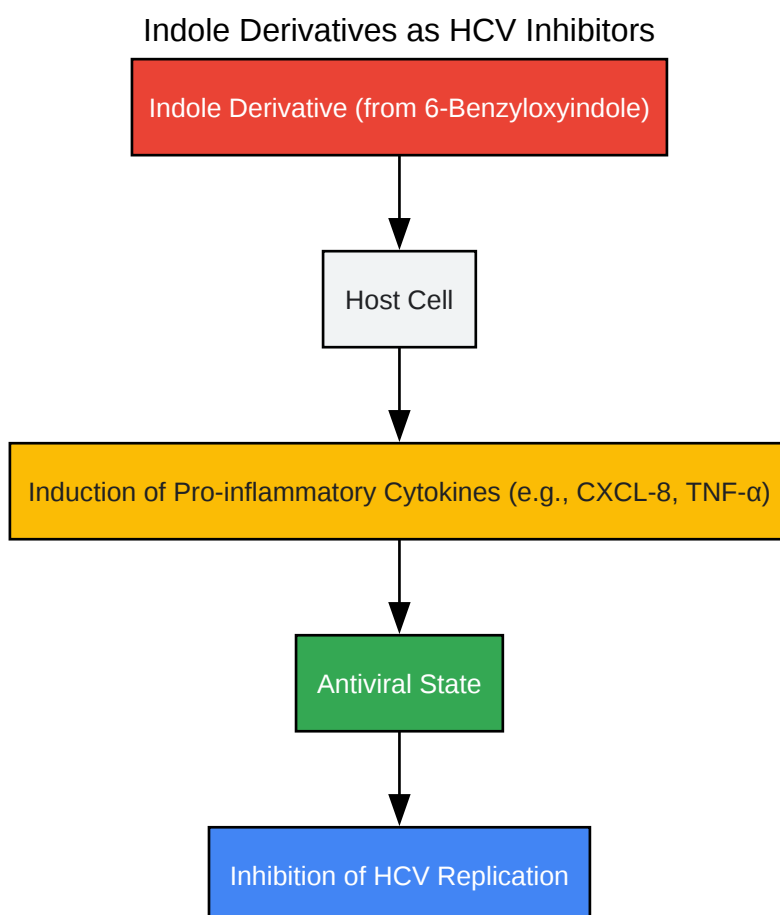 Indole Derivatives as HCV Inhibitors
Indole Derivative (from 6-Benzyloxyindole)
Host Cell
Induction of Pro-inflammatory Cytokines (e.g., CXCL-8, TNF-α)
Antiviral State
Inhibition of HCV Replication